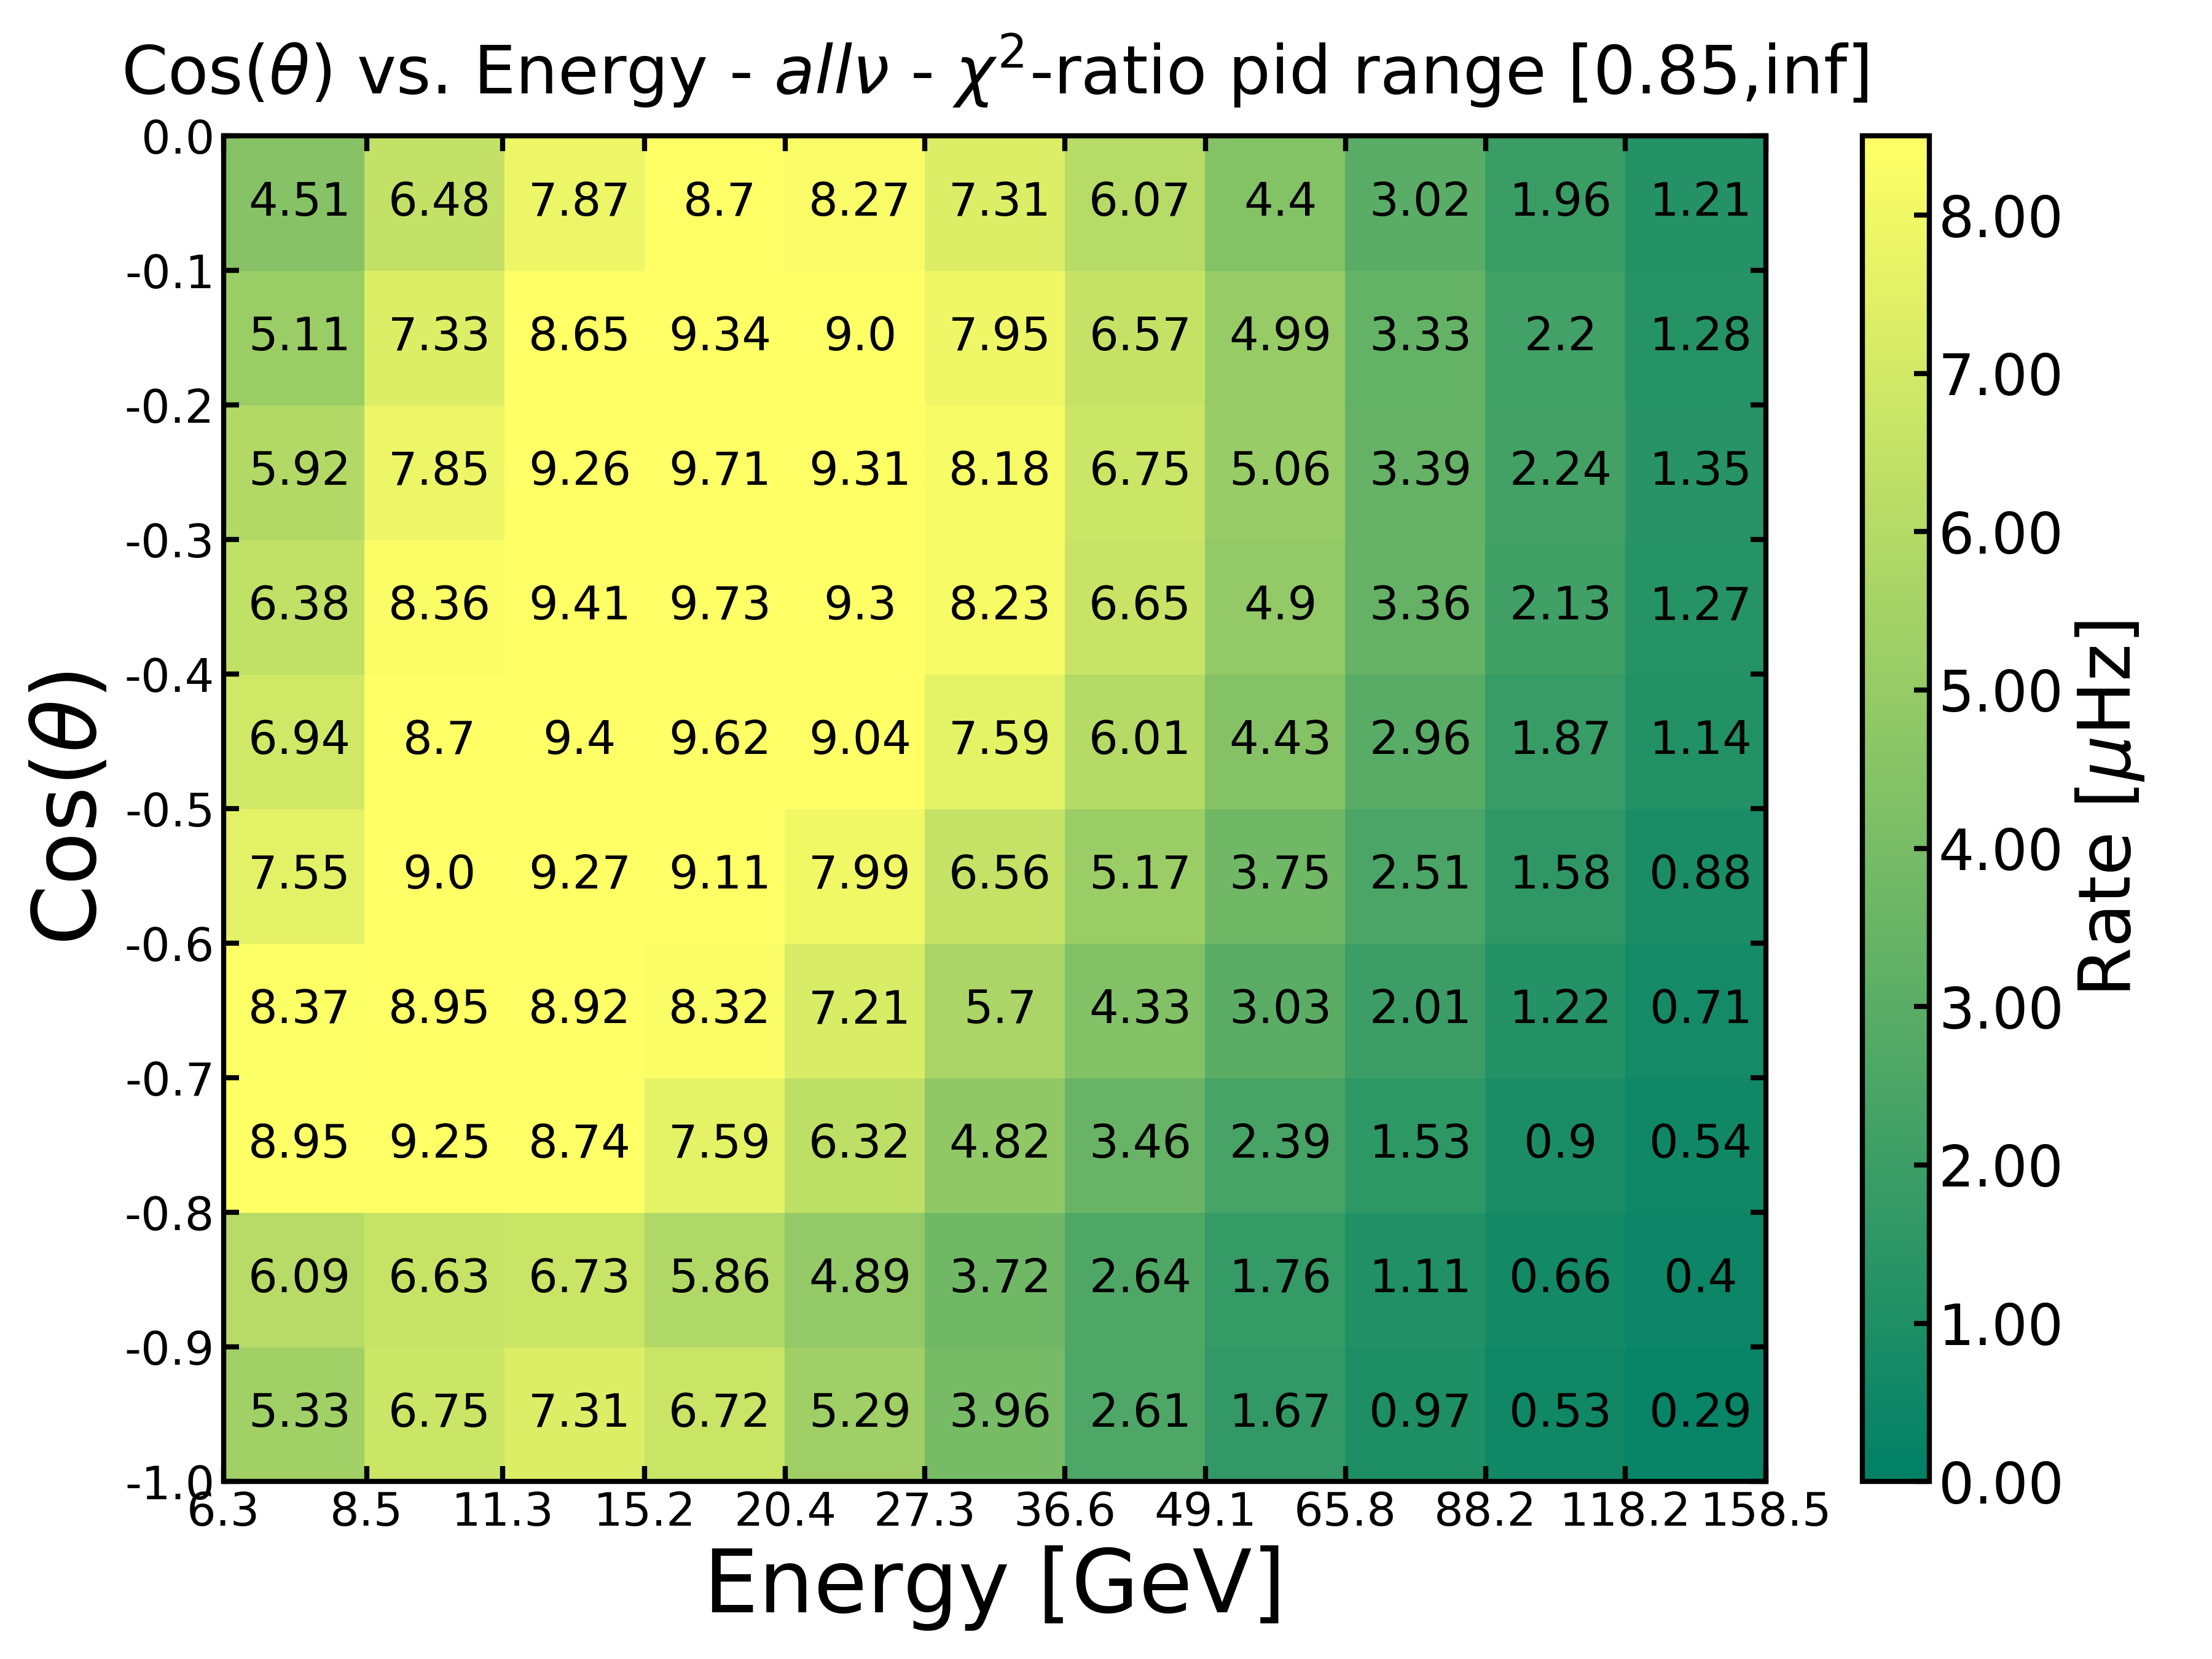 Cos(θ) vs. Energy - allν - χ²-ratio pid range [0.85,inf]
0.0
4.51 6.48 7.87 8.7 8.27 7.31 6.07 4.4 3.02 1.96 1.21
-0.1
5.11 7.33 8.65 9.34 9.0 7.95 6.57 4.99 3.33 2.2 1.28
-0.2
5.92 7.85 9.26 9.71 9.31 8.18 6.75 5.06 3.39 2.24 1.35
-0.3
6.38 8.36 9.41 9.73 9.3 8.23 6.65 4.9 3.36 2.13 1.27
-0.4
6.94 8.7 9.4 9.62 9.04 7.59 6.01 4.43 2.96 1.87 1.14
-0.5
7.55 9.0 9.27 9.11 7.99 6.56 5.17 3.75 2.51 1.58 0.88
-0.6
8.37 8.95 8.92 8.32 7.21 5.7 4.33 3.03 2.01 1.22 0.71
-0.7
8.95 9.25 8.74 7.59 6.32 4.82 3.46 2.39 1.53 0.9 0.54
-0.8
6.09 6.63 6.73 5.86 4.89 3.72 2.64 1.76 1.11 0.66 0.4
-0.9
5.33 6.75 7.31 6.72 5.29 3.96 2.61 1.67 0.97 0.53 0.29
-1.0
6.3 8.5 11.3 15.2 20.4 27.3 36.6 49.1 65.8 88.2 118.2 158.5
Energy [GeV]
Cos(θ)
8.00
7.00
6.00
5.00
4.00
3.00
2.00
1.00
0.00
Rate [μHz]